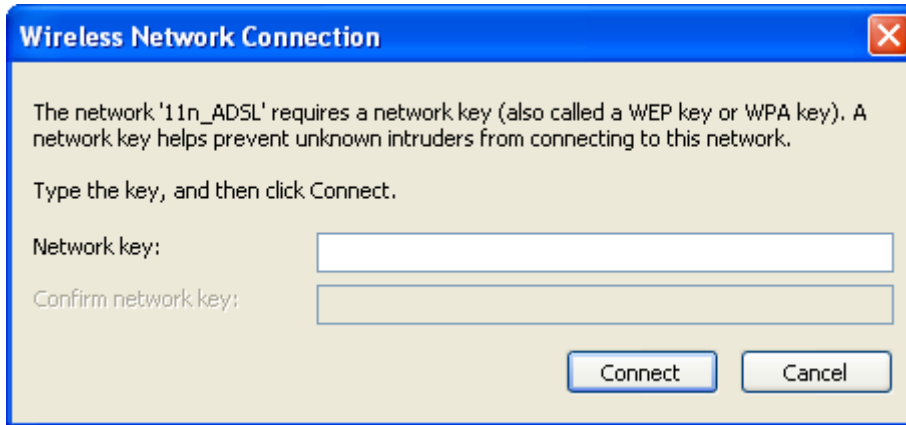 Wireless Network Connection
The network '11n_ADSL' requires a network key (also called a WEP key or WPA key). A
network key helps prevent unknown intruders from connecting to this network.
Type the key, and then click Connect.
Network key:
Confirm network key:
Connect Cancel